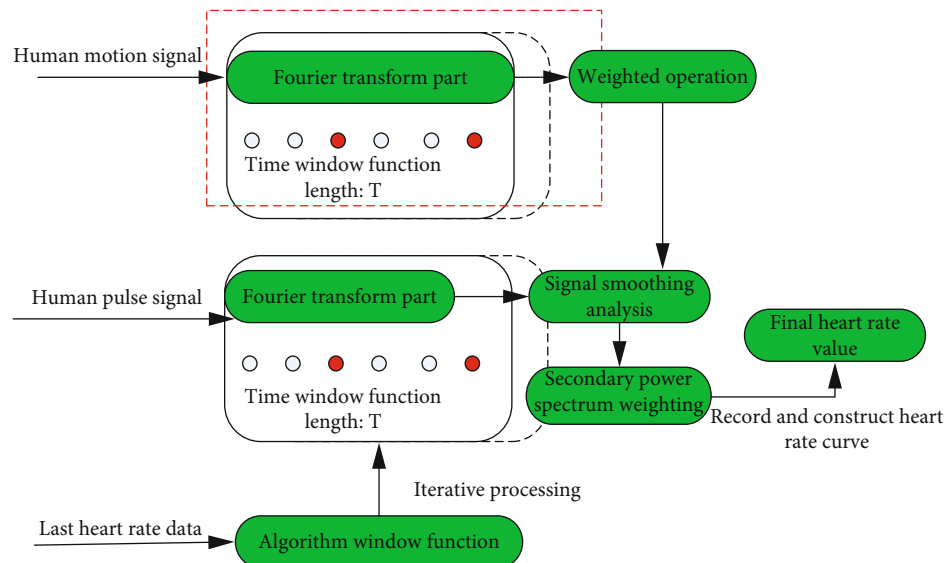 Human motion signal
Fourier transform part
Weighted operation
Time window function
length: T
Human pulse signal
Fourier transform part
Signal smoothing
analysis
Final heart rate
value
Time window function
length: T
Secondary power
spectrum weighting
Record and construct heart
rate curve
Iterative processing
Last heart rate data
Algorithm window function